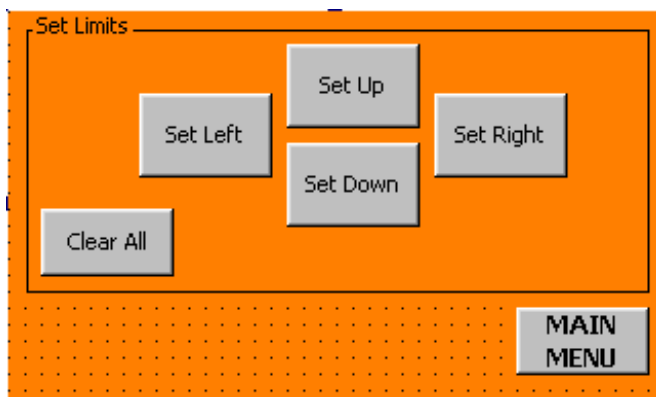 Set Limits
Set Up
Set Left
Set Right
Set Down
Clear All
MAIN
MENU